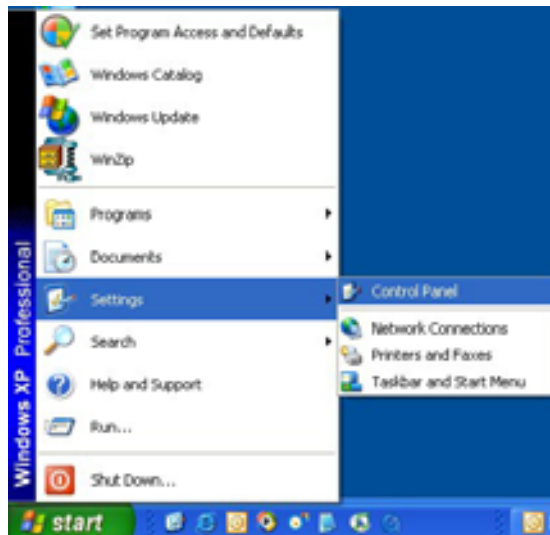 Set Program Access and Defaults
Windows Catalog
Windows Update
WinZip
Programs
Documents
Settings
Search
Help and Support
Run...
Shut Down...
Windows XP Professional
Control Panel
Network Connections
Printers and Faxes
Taskbar and Start Menu
start